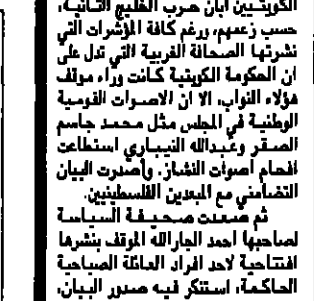 الكويتيين ابان حرب الخليج الثانية،
حسب زعمهم، ورغم كافة المؤشرات التي
نشرتها الصحافة الغربية التي تدل على
ان الحكومة الكويتية كانت وراء موقف
هؤلاء النواب، الا ان الاصوات القومية
الوطنية في المجلس مثل محمد جاسم
الصقر وعبدالله النيباري استطاعت
افحام اصوات النشاز. وأصدرت البيان
التضامني مع المبعدين الفلسطينيين.
ثم صعدت صحيفة السياسة
لصاحبها احمد الجارالله الموقف بنشرها
افتتاحية لاحد افراد العائلة الصباحية
الحاكمة، استنكر فيه صدور البيان،